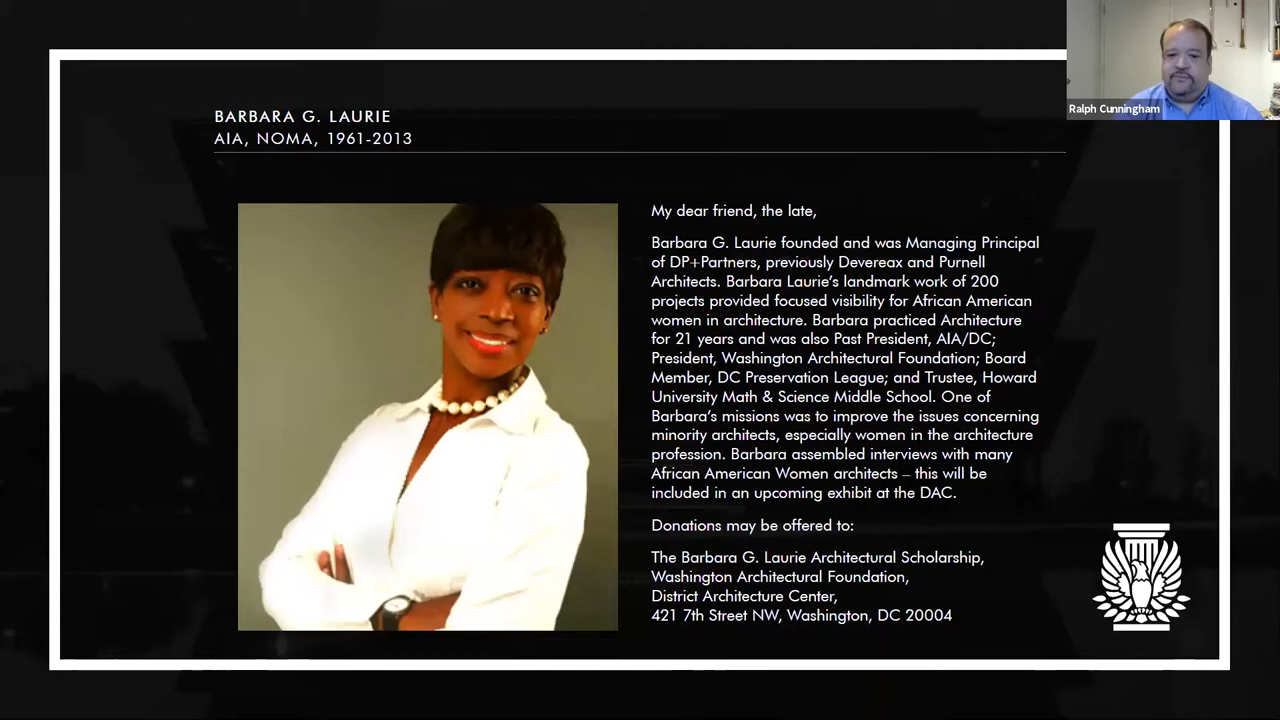 BARBARA G. LAURIE
AIA, NOMA, 1961-2013
My dear friend, the late,
Barbara G. Laurie founded and was Managing Principal
of DP+Partners, previously Devereax and Purnell
Architects. Barbara Laurie's landmark work of 200
projects provided focused visibility for African American
women in architecture. Barbara practiced Architecture
for 21 years and was also Past President, AIA/DC;
President, Washington Architectural Foundation; Board
Member, DC Preservation League; and Trustee, Howard
University Math & Science Middle School. One of
Barbara's missions was to improve the issues concerning
minority architects, especially women in the architecture
profession. Barbara assembled interviews with many
African American Women architects – this will be
included in an upcoming exhibit at the DAC.
Donations may be offered to:
The Barbara G. Laurie Architectural Scholarship,
Washington Architectural Foundation,
District Architecture Center,
421 7th Street NW, Washington, DC 20004
Ralph Cunningham